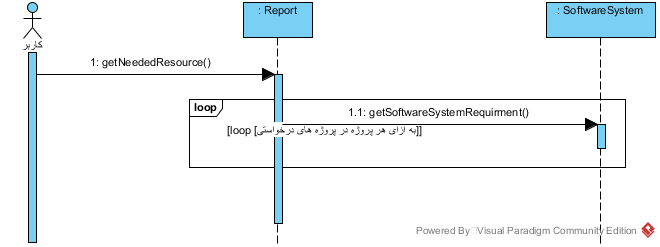 : Report
: SoftwareSystem
کاربر
1: getNeededResource()
loop
1.1: getSoftwareSystemRequirment()
[loop [به ازای هر پروژه در پروژه های درخواستی]]
Powered By Visual Paradigm Community Edition